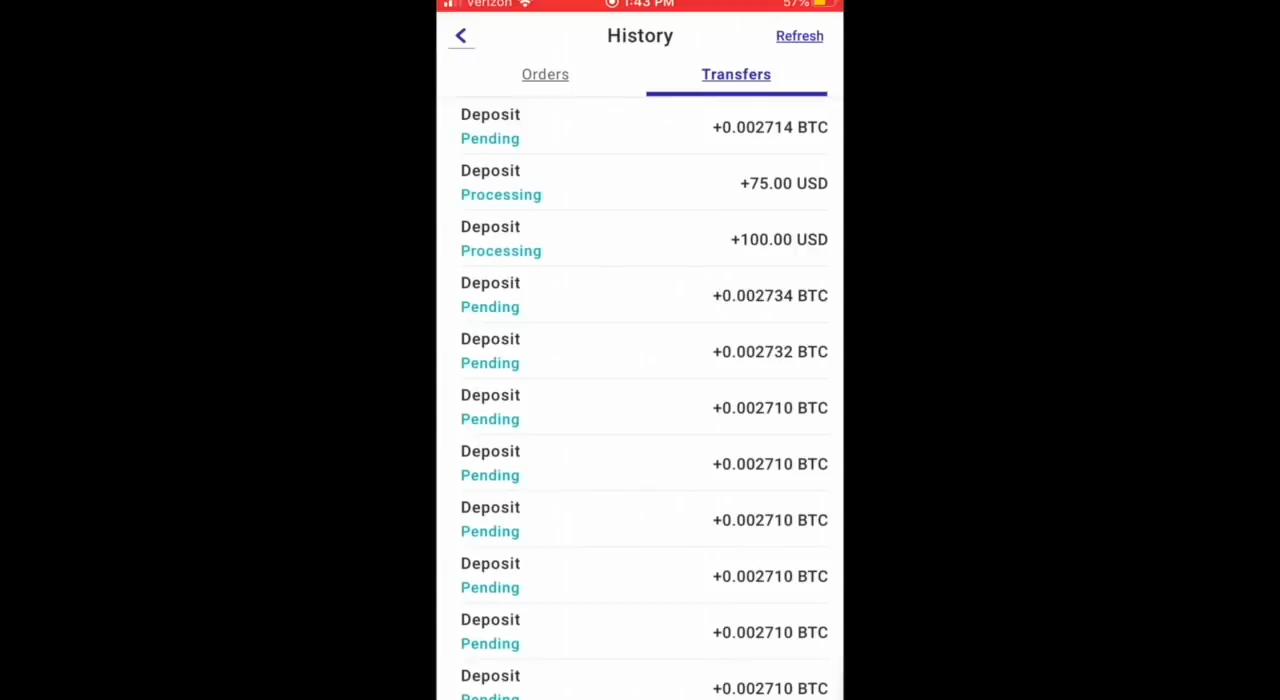 Verizon 1:43 PM 57%
History Refresh
Orders Transfers
Deposit
+0.002714 BTC
Pending
Deposit
+75.00 USD
Processing
Deposit
+100.00 USD
Processing
Deposit
+0.002734 BTC
Pending
Deposit
+0.002732 BTC
Pending
Deposit
+0.002710 BTC
Pending
Deposit
+0.002710 BTC
Pending
Deposit
+0.002710 BTC
Pending
Deposit
+0.002710 BTC
Pending
Deposit
+0.002710 BTC
Pending
Deposit
+0.002710 BTC
Pending